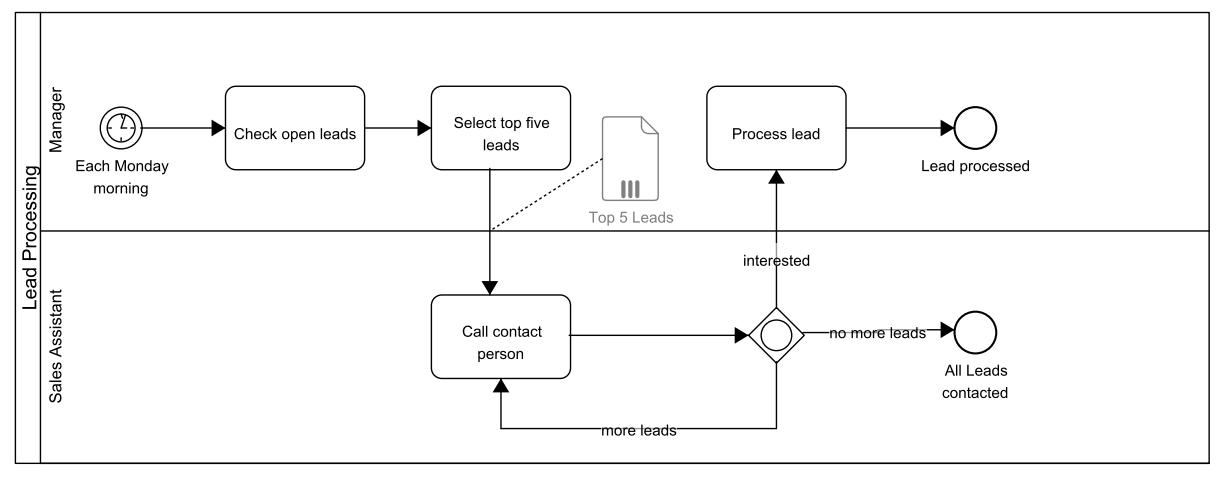 Lead Processing
Manager
Each Monday
morning
Check open leads
Select top five
leads
Top 5 Leads
Process lead
Lead processed
Sales Assistant
Call contact
person
interested
no more leads
All Leads
contacted
more leads